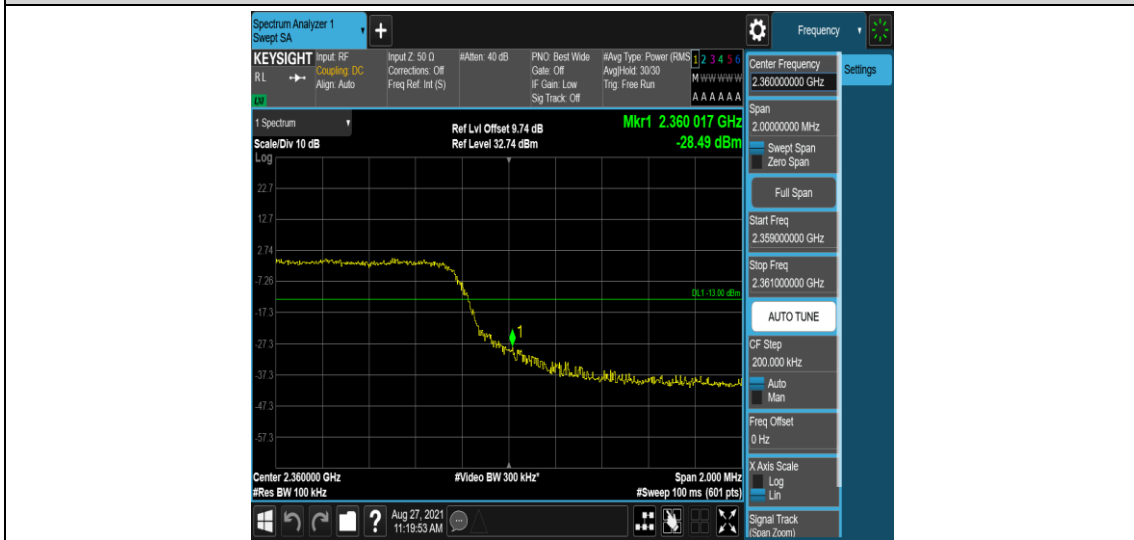 Spectrum Analyzer 1
Swept SA
+
Frequency
KEYSIGHT
RL
LXI
Input: RF
Coupling: DC
Align: Auto
Input Z: 50 Ω
Corrections: Off
Freq Ref: Int (S)
#Atten: 40 dB
PNO: Best Wide
Gate: Off
IF Gain: Low
Sig Track: Off
#Avg Type: Power (RMS
Avg|Hold: 30/30
Trig: Free Run
1 2 3 4 5 6
M W W W W W
A A A A A A
1 Spectrum
Scale/Div 10 dB
Ref Lvl Offset 9.74 dB
Ref Level 32.74 dBm
Mkr1 2.360 017 GHz
-28.49 dBm
Log
22.7
12.7
2.74
-7.26
-17.3
-27.3
-37.3
-47.3
-57.3
DL1 -13.00 dBm
1
Center 2.360000 GHz
#Res BW 100 kHz
#Video BW 300 kHz*
Span 2.000 MHz
#Sweep 100 ms (601 pts)
?
Aug 27, 2021
11:19:53 AM
Center Frequency
2.360000000 GHz
Settings
Span
2.00000000 MHz
Swept Span
Zero Span
Full Span
Start Freq
2.359000000 GHz
Stop Freq
2.361000000 GHz
AUTO TUNE
CF Step
200.000 kHz
Auto
Man
Freq Offset
0 Hz
X Axis Scale
Log
Lin
Signal Track
(Span Zoom)